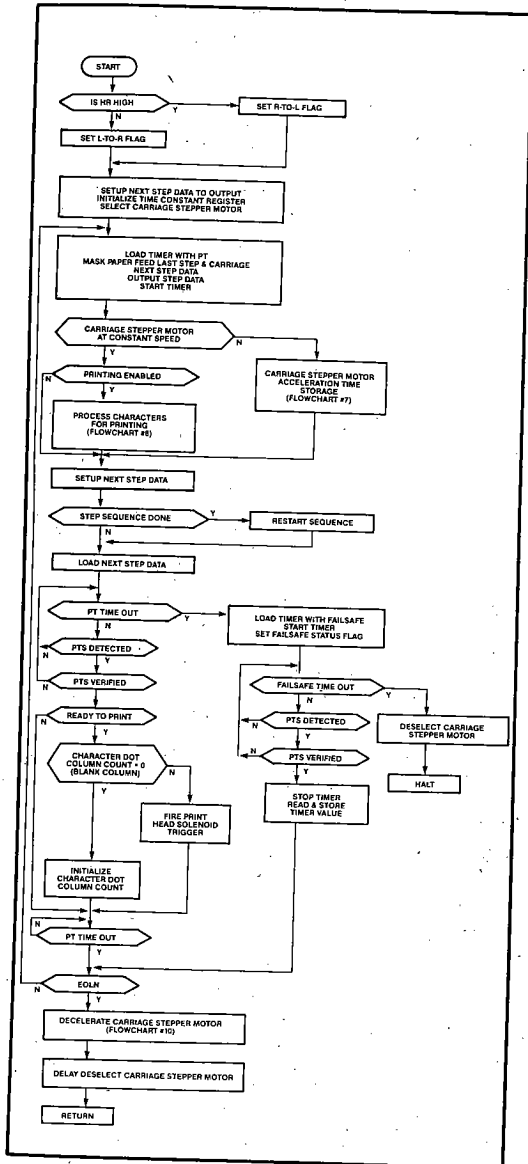 START
IS HR HIGH
Y
SET R-TO-L FLAG
N
SET L-TO-R FLAG
SETUP NEXT STEP DATA TO OUTPUT
INITIALIZE TIME CONSTANT REGISTER
SELECT CARRIAGE STEPPER MOTOR
LOAD TIMER WITH PT
MASK PAPER FEED LAST STEP & CARRIAGE
NEXT STEP DATA
OUTPUT STEP DATA
START TIMER
CARRIAGE STEPPER MOTOR
AT CONSTANT SPEED
N
Y
N
PRINTING ENABLED
Y
CARRIAGE STEPPER MOTOR
ACCELERATION TIME
STORAGE
(FLOWCHART #7)
PROCESS CHARACTERS
FOR PRINTING
(FLOWCHART #8)
SETUP NEXT STEP DATA
STEP SEQUENCE DONE
Y
RESTART SEQUENCE
N
LOAD NEXT STEP DATA
PT TIME OUT
Y
N
LOAD TIMER WITH FAILSAFE
START TIMER
SET FAILSAFE STATUS FLAG
N
PTS DETECTED
Y
N
PTS VERIFIED
Y
FAILSAFE TIME OUT
Y
N
N
READY TO PRINT
Y
N
PTS DETECTED
Y
DESELECT CARRIAGE
STEPPER MOTOR
N
PTS VERIFIED
Y
HALT
CHARACTER DOT
COLUMN COUNT = 0
(BLANK COLUMN)
N
Y
STOP TIMER
READ & STORE
TIMER VALUE
FIRE PRINT
HEAD SOLENOID
TRIGGER
INITIALIZE
CHARACTER DOT
COLUMN COUNT
N
PT TIME OUT
Y
N
EOLN
Y
DECELERATE CARRIAGE STEPPER MOTOR
(FLOWCHART #10)
DELAY DESELECT CARRIAGE STEPPER MOTOR
RETURN